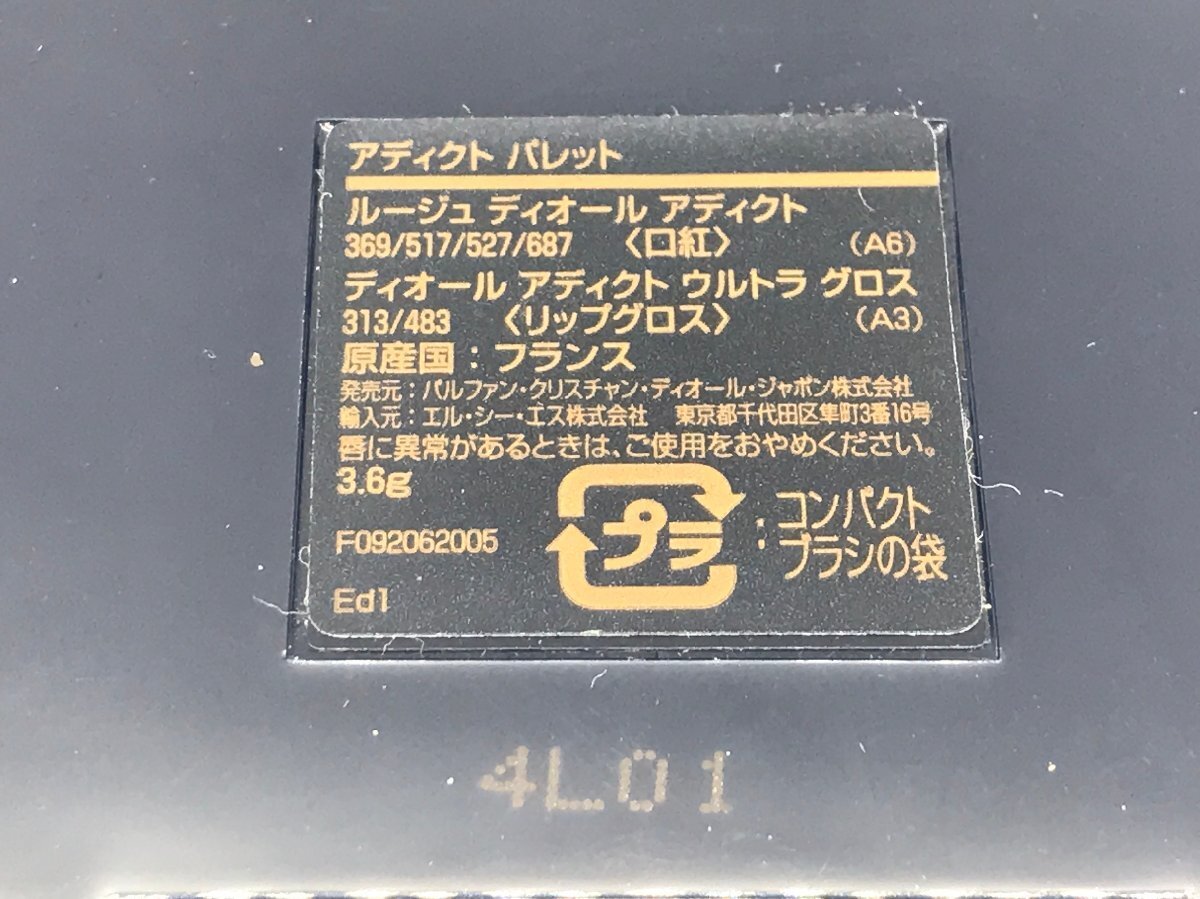 アディクト パレット
ルージュ ディオール アディクト
369/517/527/687 〈口紅〉 (A6)
ディオール アディクト ウルトラ グロス
313/483 〈リップグロス〉 (A3)
原産国：フランス
発売元：パルファン・クリスチャン・ディオール・ジャポン株式会社
輸入元：エル・シー・エス株式会社 東京都千代田区隼町3番16号
唇に異常があるときは、ご使用をおやめください。
3.6g
プラ
：コンパクト
：ブラシの袋
F092062005
Ed1
4L01